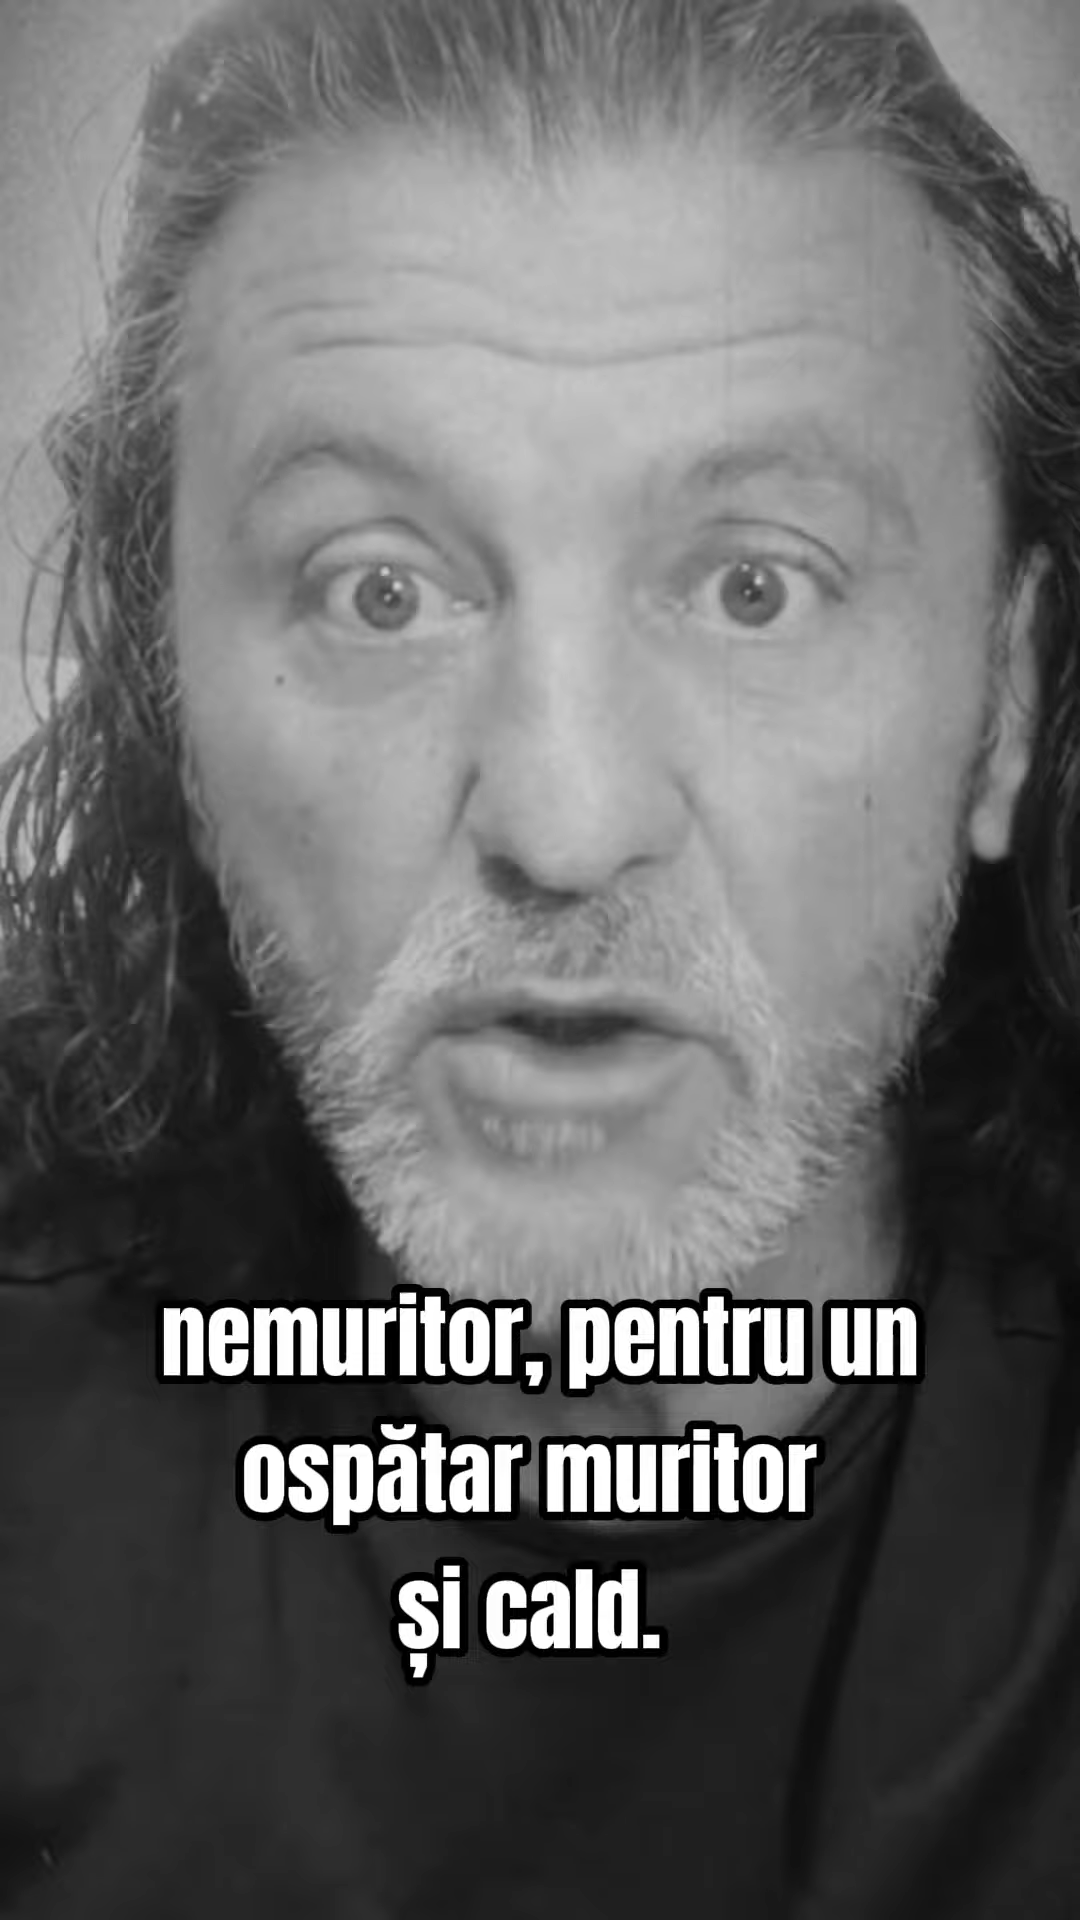 nemuritor, pentru un
ospătar muritor
și cald.